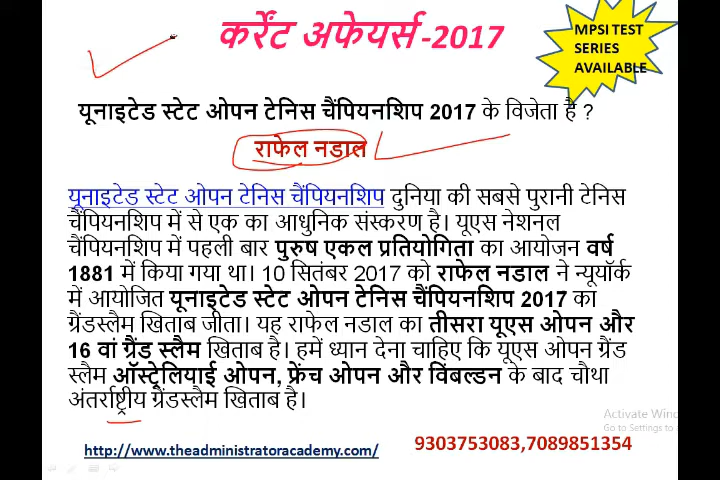 करेंट अफेयर्स-2017
MPSI TEST
SERIES
AVAILABLE
यूनाइटेड स्टेट ओपन टेनिस चैंपियनशिप 2017 के विजेता है ?
राफेल नडाल
यूनाइटेड स्टेट ओपन टेनिस चैंपियनशिप दुनिया की सबसे पुरानी टेनिस
चैंपियनशिप में से एक का आधुनिक संस्करण है। यूएस नेशनल
चैंपियनशिप में पहली बार पुरुष एकल प्रतियोगिता का आयोजन वर्ष
1881 में किया गया था। 10 सितंबर 2017 को राफेल नडाल ने न्यूयॉर्क
में आयोजित यूनाइटेड स्टेट ओपन टेनिस चैंपियनशिप 2017 का
ग्रैंडस्लैम खिताब जीता। यह राफेल नडाल का तीसरा यूएस ओपन और
16 वां ग्रैंड स्लैम खिताब है। हमें ध्यान देना चाहिए कि यूएस ओपन ग्रैंड
स्लैम ऑस्ट्रेलियाई ओपन, फ्रेंच ओपन और विंबल्डन के बाद चौथा
अंतर्राष्ट्रीय ग्रैंडस्लैम खिताब है।
Activate Wind
Go to Settings to
http://www.theadministratoracademy.com/
9303753083,7089851354